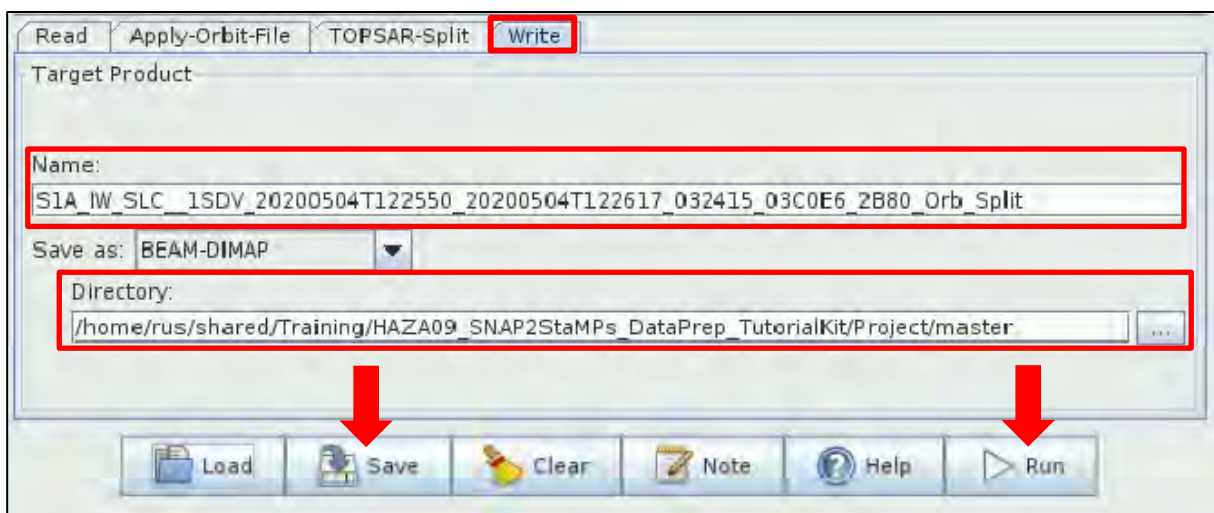 Read Apply-Orbit-File TOPSAR-Split Write
Target Product
Name:
S1A_IW_SLC__1SDV_20200504T122550_20200504T122617_032415_03C0E6_2B80_Orb_Split
Save as: BEAM-DIMAP
Directory:
/home/rus/shared/Training/HAZA09_SNAP2StaMPs_DataPrep_TutorialKit/Project/master
...
Load Save Clear Note Help Run